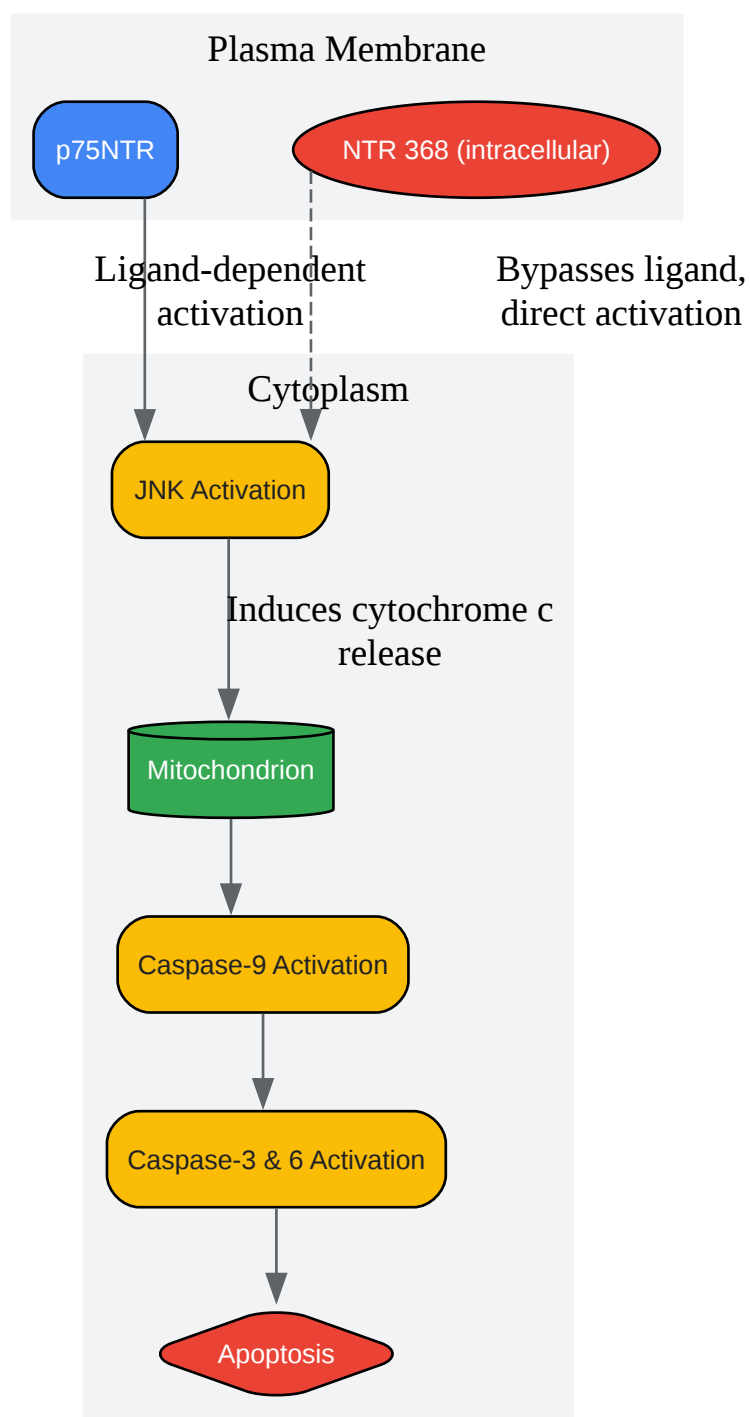 Plasma Membrane
p75NTR
NTR 368 (intracellular)
Ligand-dependent
activation
Bypasses ligand,
direct activation
Cytoplasm
JNK Activation
Induces cytochrome c
release
Mitochondrion
Caspase-9 Activation
Caspase-3 & 6 Activation
Apoptosis